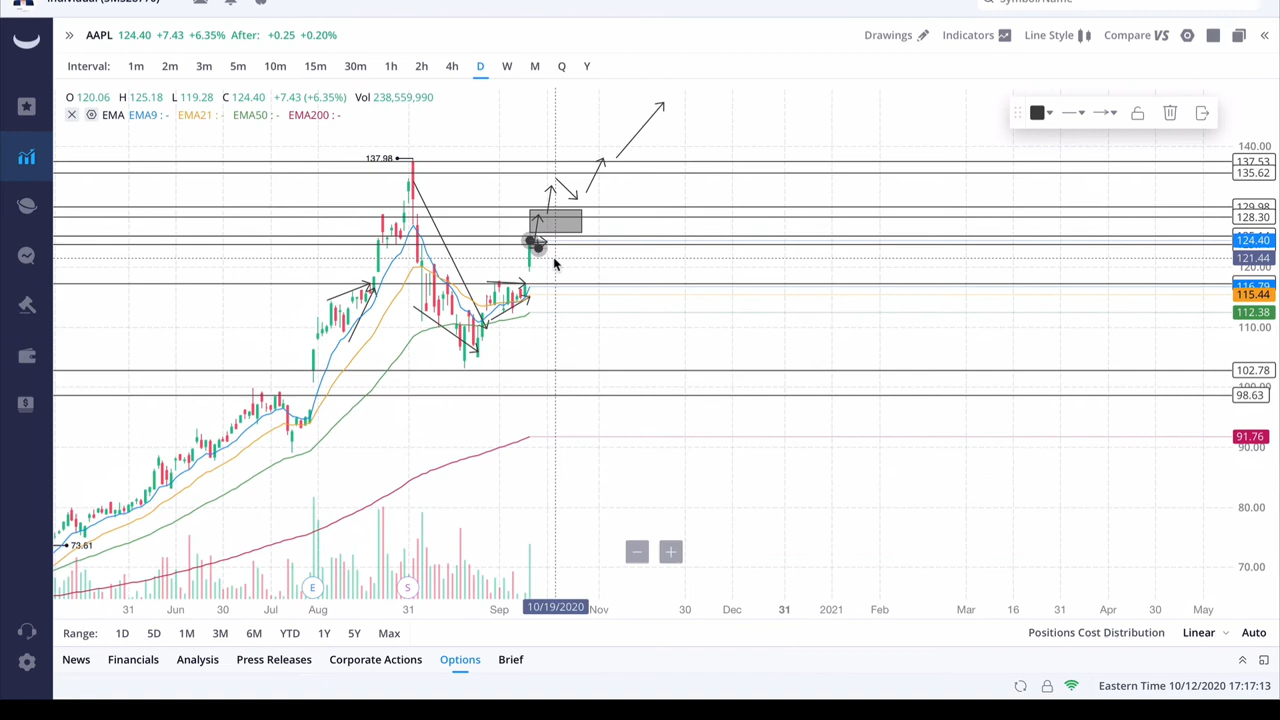 AAPL 124.40 +7.43 +6.35% After: +0.25 +0.20% Drawings Indicators Line Style Compare VS
Interval: 1m 2m 3m 5m 10m 15m 30m 1h 2h 4h D W M Q Y
O 120.06 H 125.18 L 119.28 C 124.40 +7.43 (+6.35%) Vol 238,559,990
EMA EMA9 : - EMA21 : - EMA50 : - EMA200 : -
140.00
137.98
137.53
135.62
129.98
128.30
124.40
121.44
120.00
116.79
115.44
112.38
110.00
102.78
100.00
98.63
91.76
90.00
80.00
73.61
70.00
E S
31 Jun 30 Jul Aug 31 Sep 10/19/2020 Nov 30 Dec 31 2021 Feb Mar 16 31 Apr 30 May
Range: 1D 5D 1M 3M 6M YTD 1Y 5Y Max Positions Cost Distribution Linear Auto
News Financials Analysis Press Releases Corporate Actions Options Brief
Eastern Time 10/12/2020 17:17:13